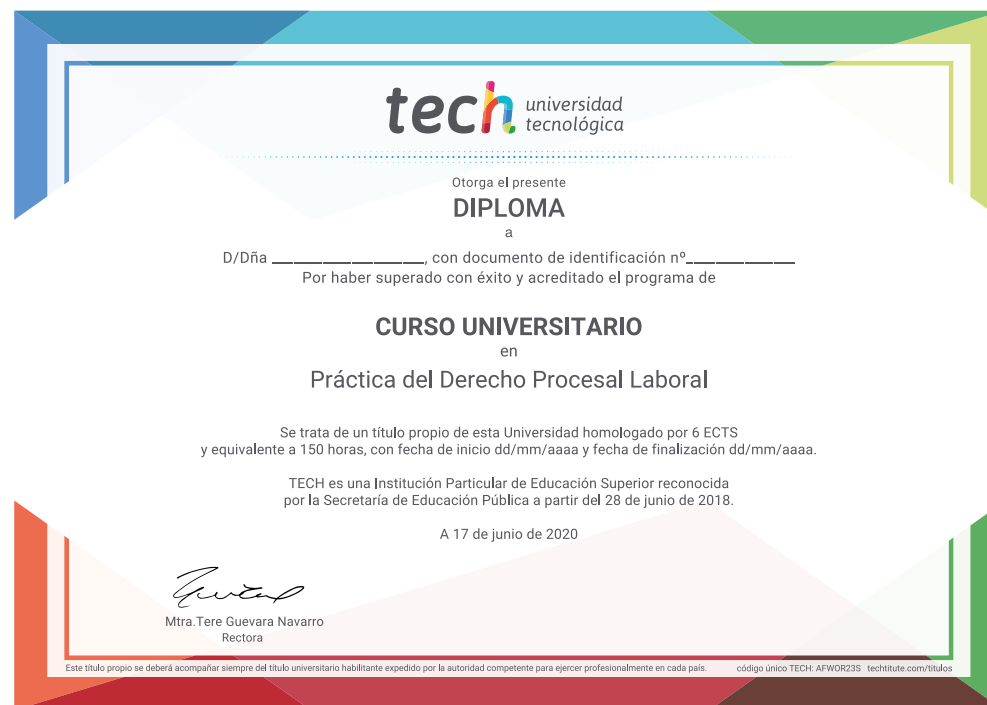 tech universidad
tecnológica
Otorga el presente
DIPLOMA
a
D/Dña ______________, con documento de identificación nº__________
Por haber superado con éxito y acreditado el programa de
CURSO UNIVERSITARIO
en
Práctica del Derecho Procesal Laboral
Se trata de un título propio de esta Universidad homologado por 6 ECTS
y equivalente a 150 horas, con fecha de inicio dd/mm/aaaa y fecha de finalización dd/mm/aaaa.
TECH es una Institución Particular de Educación Superior reconocida
por la Secretaría de Educación Pública a partir del 28 de junio de 2018.
A 17 de junio de 2020
Mtra.Tere Guevara Navarro
Rectora
Este título propio se deberá acompañar siempre del título universitario habilitante expedido por la autoridad competente para ejercer profesionalmente en cada país. código único TECH: AFWOR23S techtitute.com/titulos